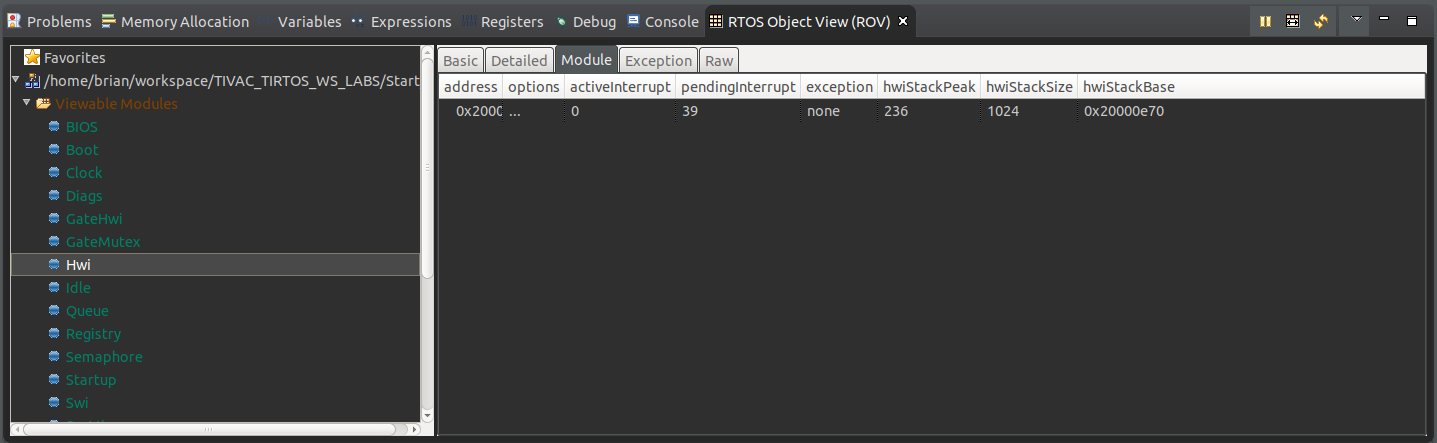 Problems Memory Allocation Variables Expressions Registers Debug Console RTOS Object View (ROV)
Favorites
/home/brian/workspace/TIVAC_TIRTOS_WS_LABS/Start
Viewable Modules
BIOS
Boot
Clock
Diags
GateHwi
GateMutex
Hwi
Idle
Queue
Registry
Semaphore
Startup
Swi
Basic Detailed Module Exception Raw
address options activeInterrupt pendingInterrupt exception hwiStackPeak hwiStackSize hwiStackBase
0x200 ... 0 39 none 236 1024 0x20000e70